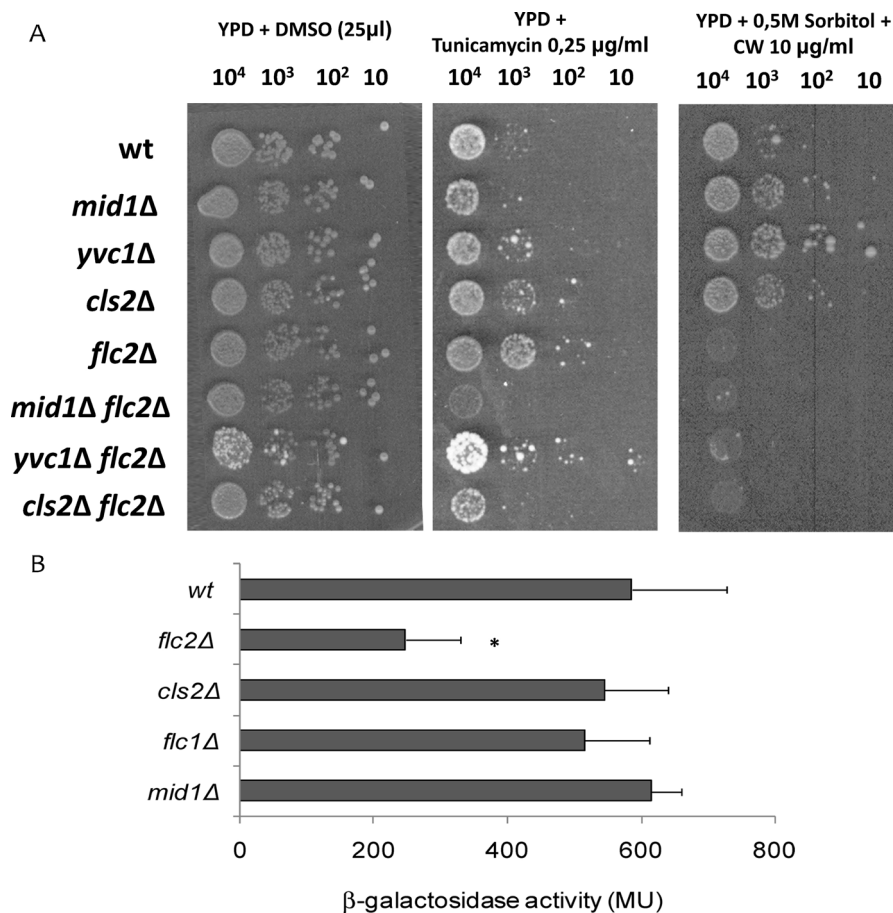 A
YPD + DMSO (25µl)
10⁴ 10³ 10² 10
YPD +
Tunicamycin 0,25 µg/ml
10⁴ 10³ 10² 10
YPD + 0,5M Sorbitol +
CW 10 µg/ml
10⁴ 10³ 10² 10
wt
mid1Δ
yvc1Δ
cls2Δ
flc2Δ
mid1Δ flc2Δ
yvc1Δ flc2Δ
cls2Δ flc2Δ
B
wt
flc2Δ *
cls2Δ
flc1Δ
mid1Δ
0 200 400 600 800
β-galactosidase activity (MU)